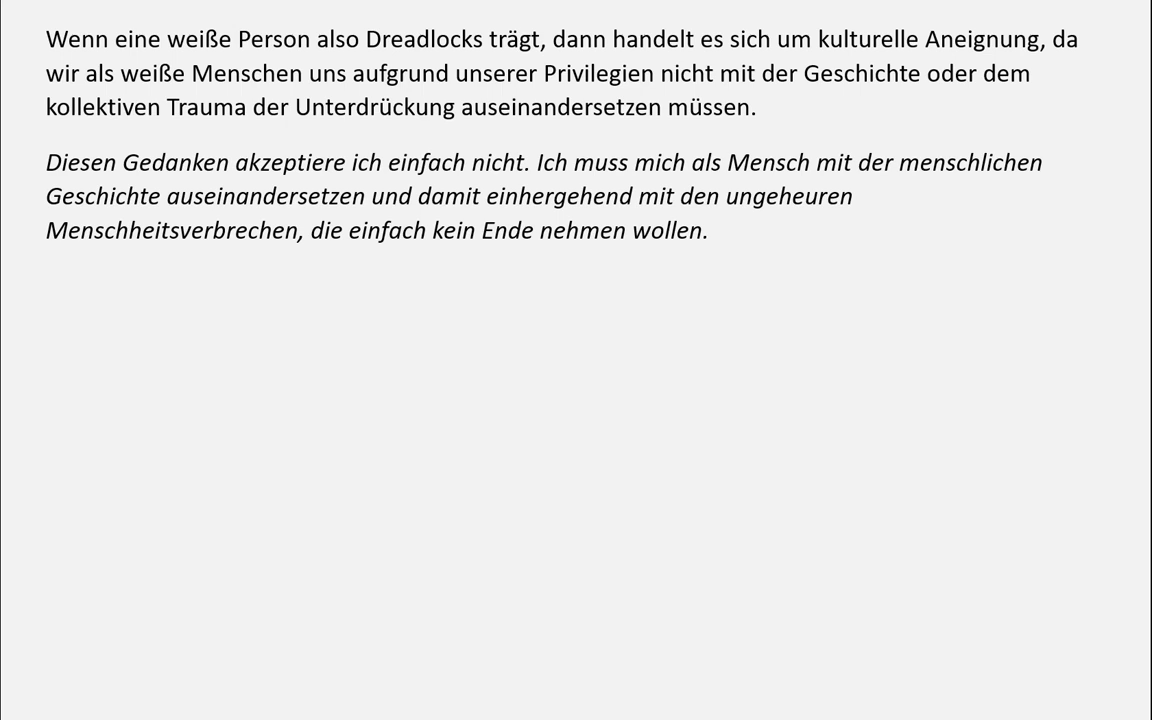 Wenn eine weiße Person also Dreadlocks trägt, dann handelt es sich um kulturelle Aneignung, da
wir als weiße Menschen uns aufgrund unserer Privilegien nicht mit der Geschichte oder dem
kollektiven Trauma der Unterdrückung auseinandersetzen müssen.
Diesen Gedanken akzeptiere ich einfach nicht. Ich muss mich als Mensch mit der menschlichen
Geschichte auseinandersetzen und damit einhergehend mit den ungeheuren
Menschheitsverbrechen, die einfach kein Ende nehmen wollen.